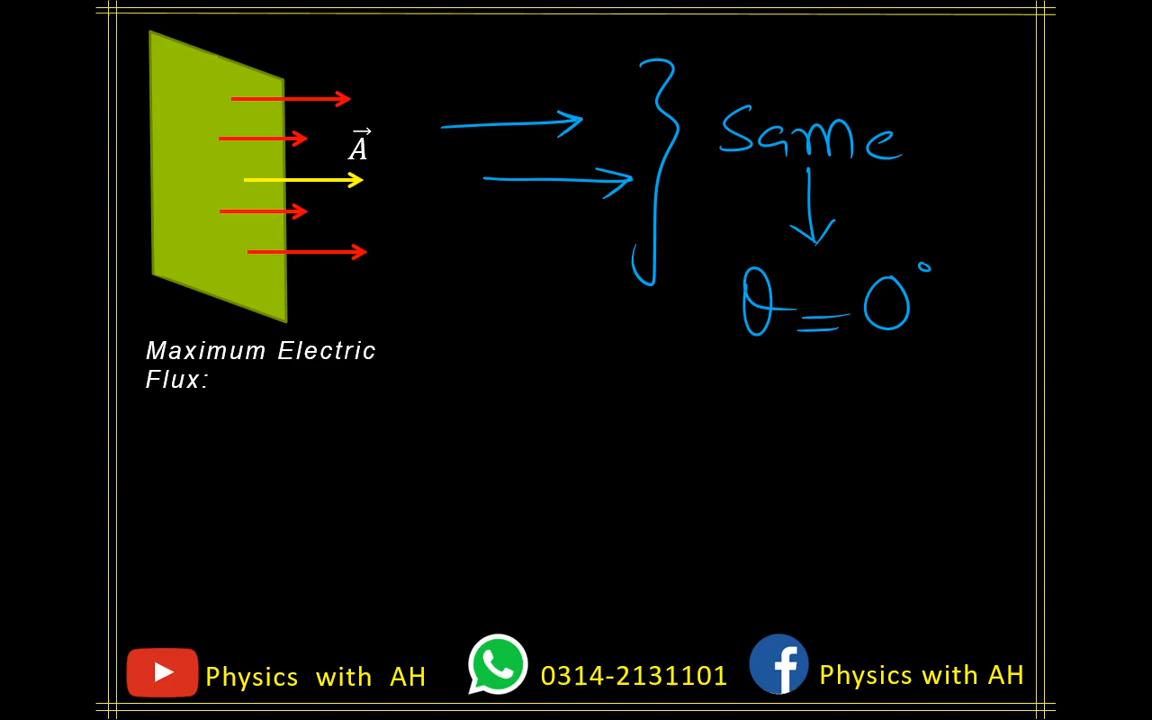 A
same
θ = 0°
Maximum Electric
Flux:
Physics with AH
0314-2131101
Physics with AH